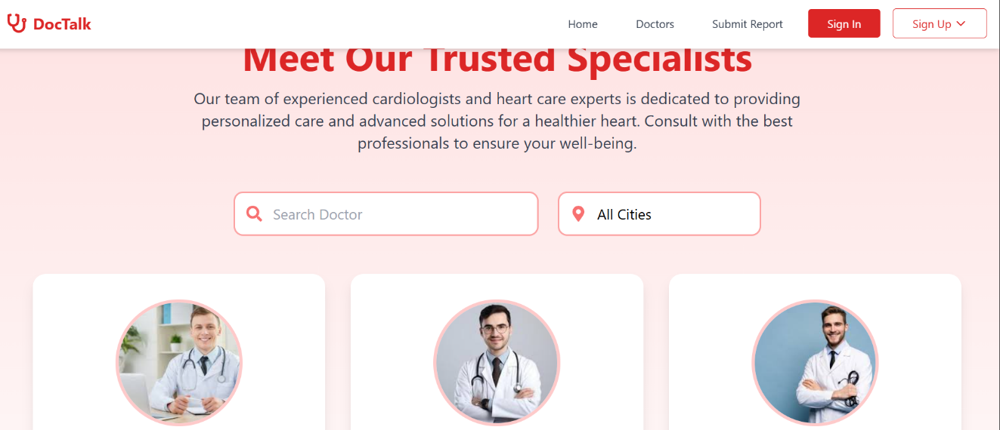 DocTalk
Home
Doctors
Submit Report
Sign In
Sign Up
Meet Our Trusted Specialists
Our team of experienced cardiologists and heart care experts is dedicated to providing
personalized care and advanced solutions for a healthier heart. Consult with the best
professionals to ensure your well-being.
Search Doctor
All Cities